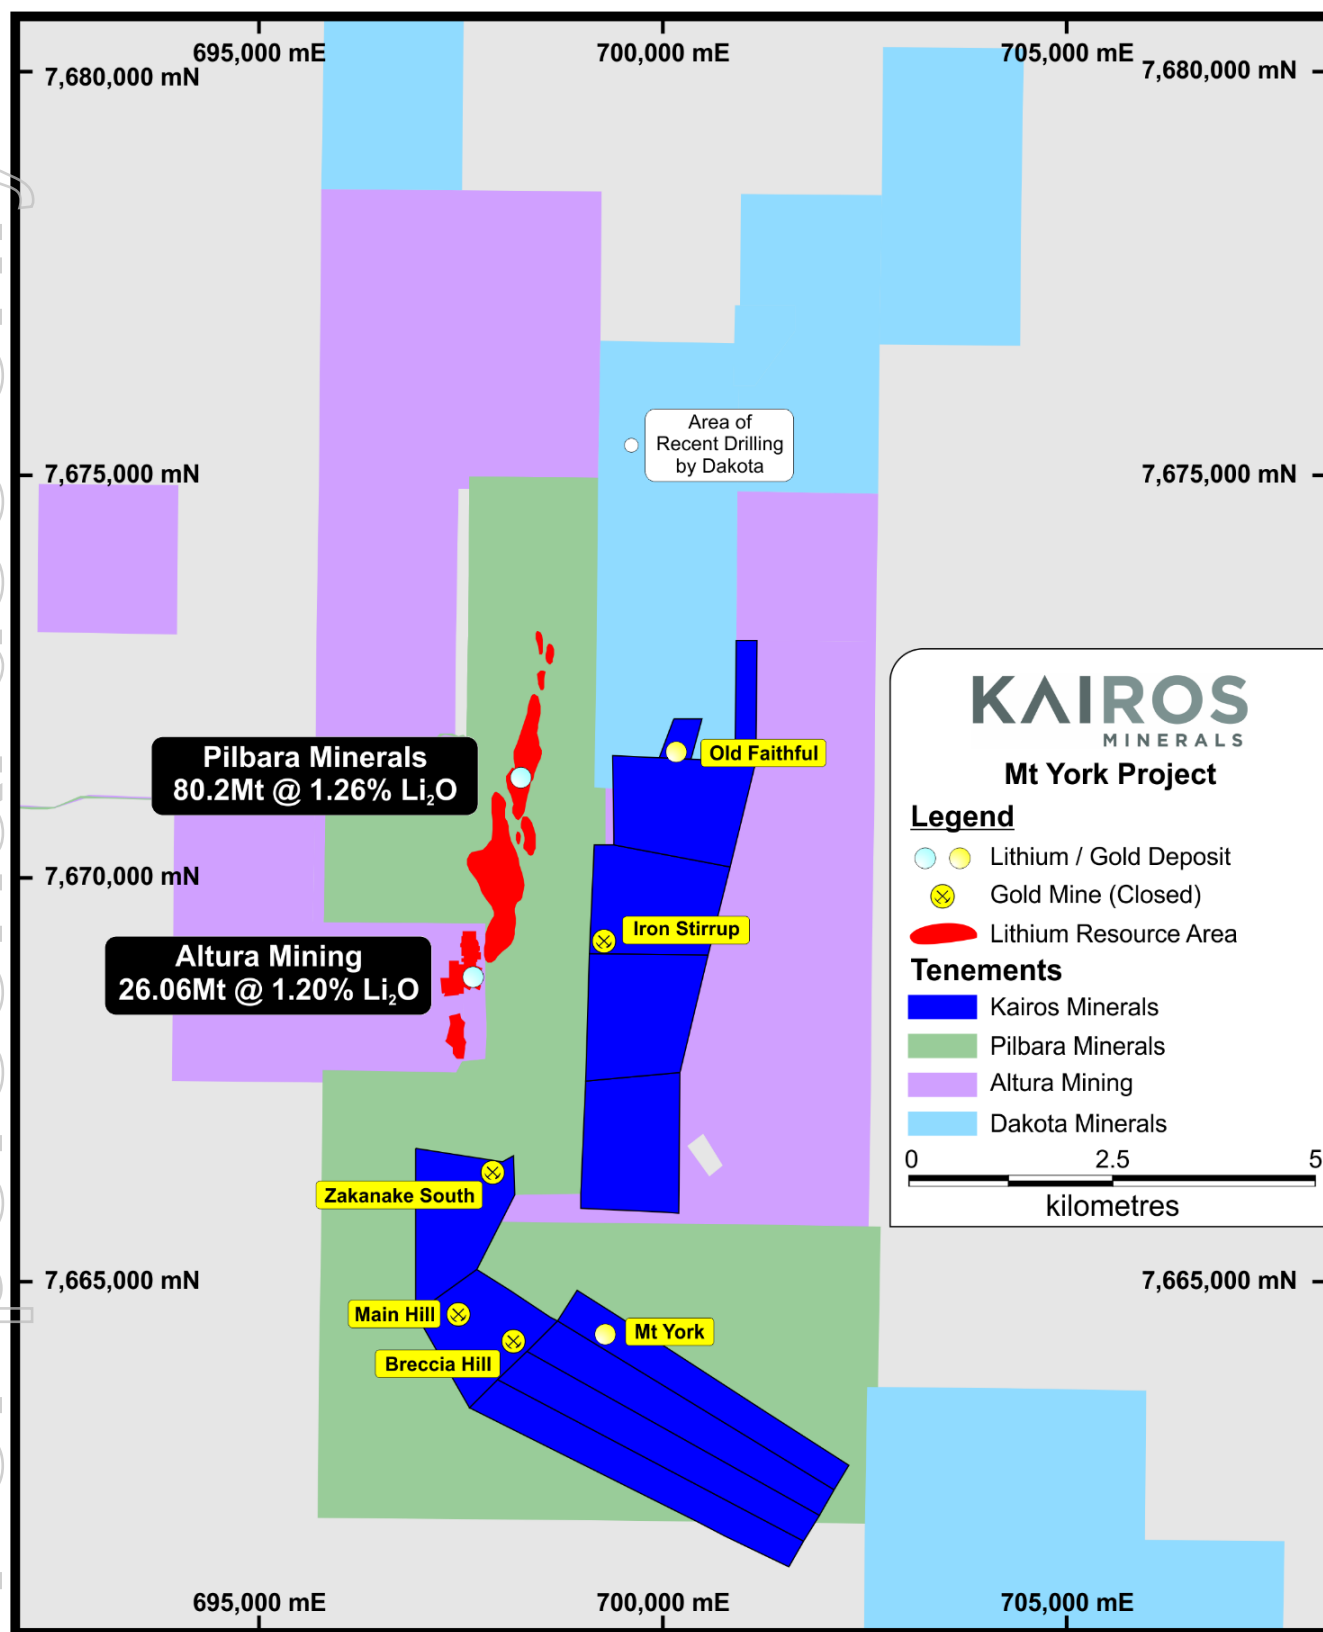 695,000 mE
700,000 mE
705,000 mE
7,680,000 mN
7,680,000 mN
Area of
Recent Drilling
by Dakota
7,675,000 mN
7,675,000 mN
Pilbara Minerals
80.2Mt @ 1.26% Li₂O
Old Faithful
7,670,000 mN
Iron Stirrup
Altura Mining
26.06Mt @ 1.20% Li₂O
Zakanake South
7,665,000 mN
7,665,000 mN
Main Hill
Mt York
Breccia Hill
KAIROS
MINERALS
Mt York Project
Legend
Lithium / Gold Deposit
Gold Mine (Closed)
Lithium Resource Area
Tenements
Kairos Minerals
Pilbara Minerals
Altura Mining
Dakota Minerals
0 2.5 5
kilometres
695,000 mE
700,000 mE
705,000 mE